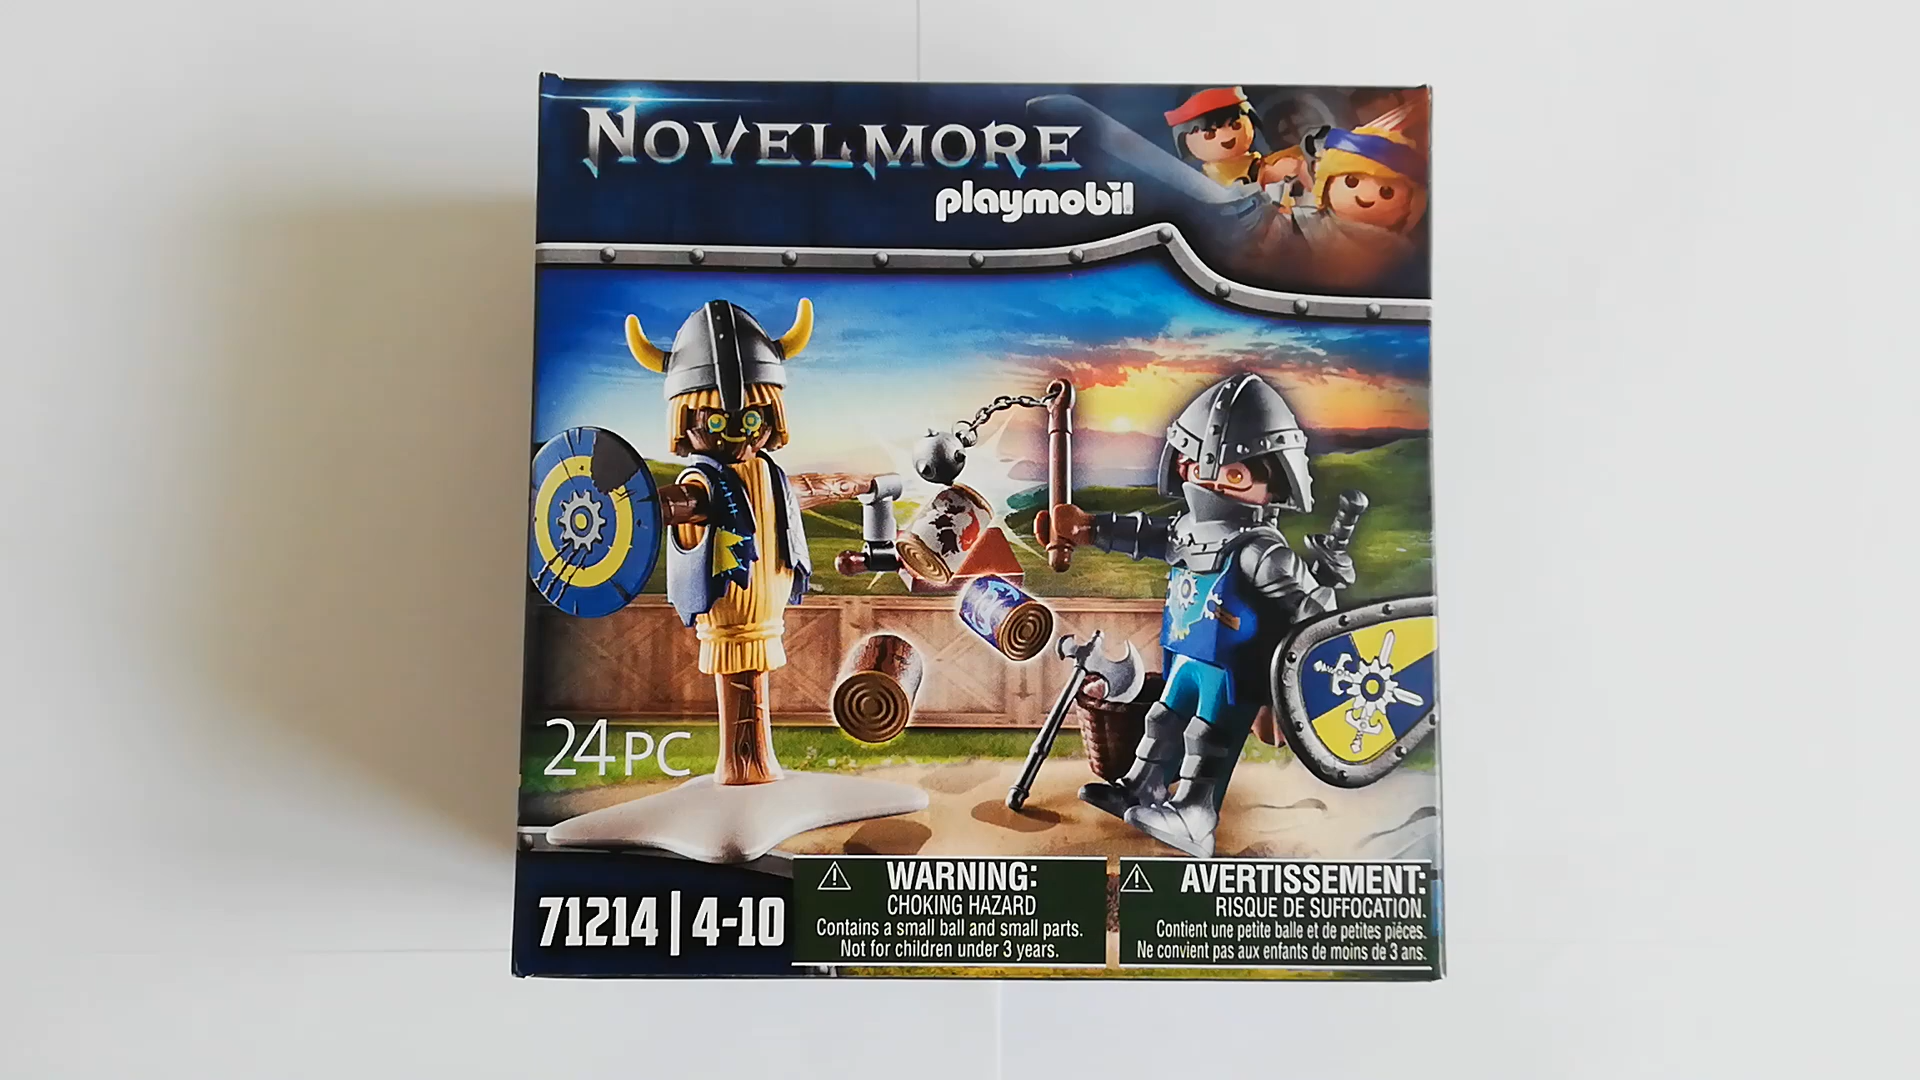 NOVELMORE
playmobil
24 PC
71214 | 4-10
WARNING:
CHOKING HAZARD
Contains a small ball and small parts.
Not for children under 3 years.
AVERTISSEMENT:
RISQUE DE SUFFOCATION.
Contient une petite balle et de petites pièces.
Ne convient pas aux enfants de moins de 3 ans.